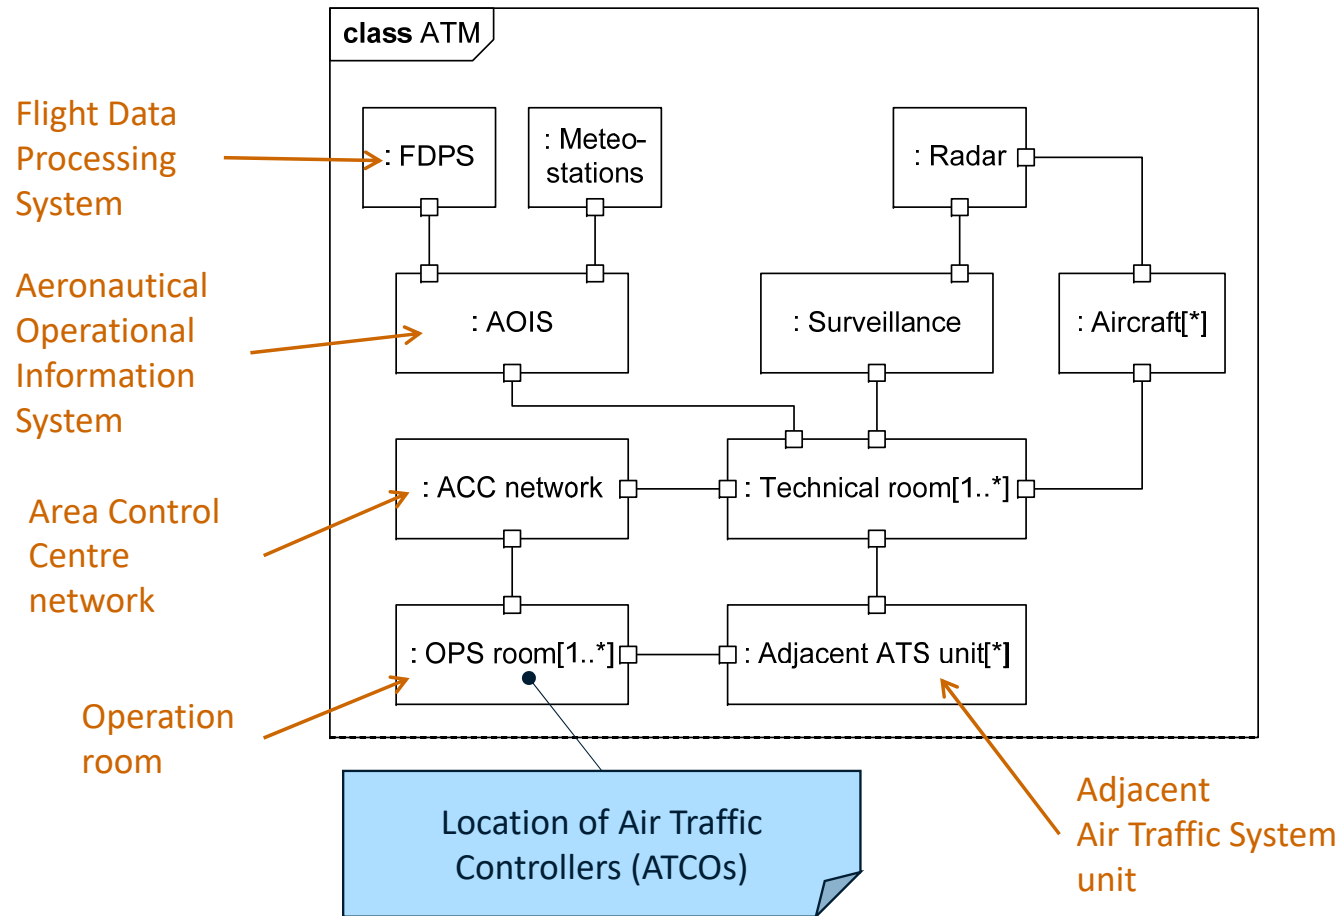 class ATM
Flight Data
Processing
System
: FDPS
: Meteo-
stations
: Radar
Aeronautical
Operational
Information
System
: AOIS
: Surveillance
: Aircraft[*]
Area Control
Centre
network
: ACC network
: Technical room[1..*]
Operation
room
: OPS room[1..*]
: Adjacent ATS unit[*]
Location of Air Traffic
Controllers (ATCOs)
Adjacent
Air Traffic System
unit